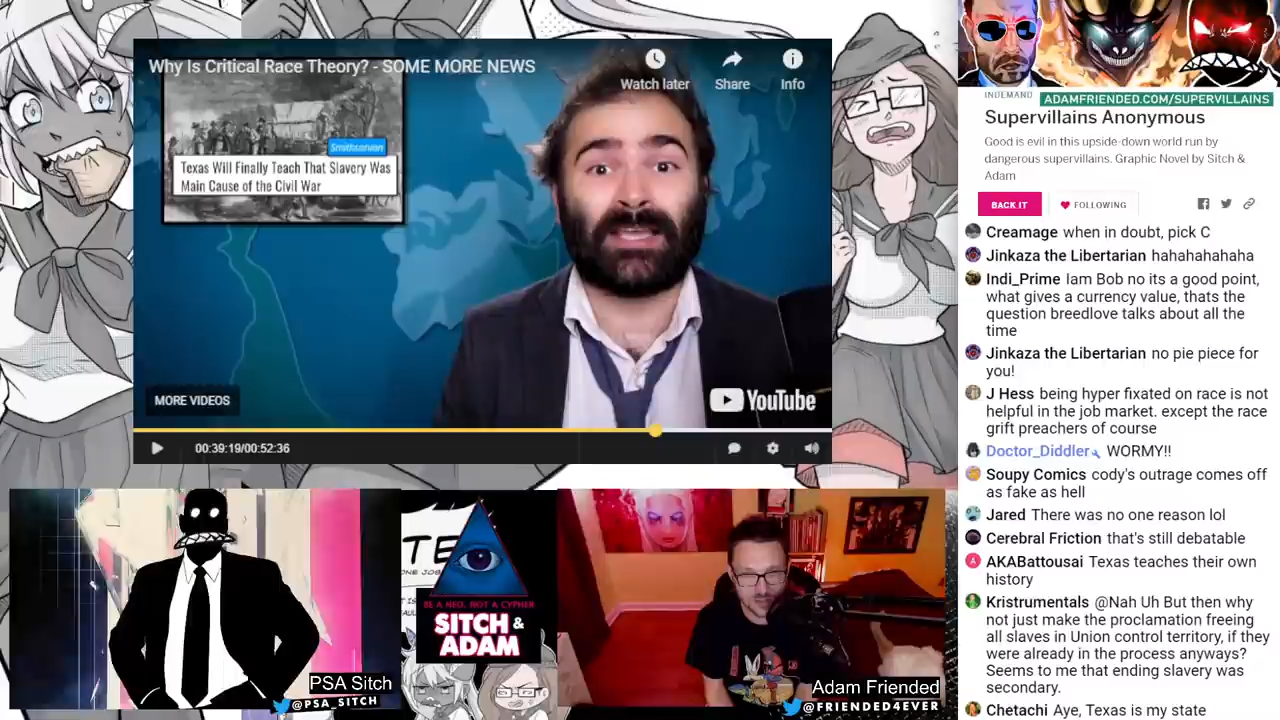 Why Is Critical Race Theory? - SOME MORE NEWS
Watch later
Share
Info
Smithsonian
Texas Will Finally Teach That Slavery Was
Main Cause of the Civil War
MORE VIDEOS
YouTube
00:39:19/00:52:36
PSA Sitch
@PSA_SITCH
BE A NEO, NOT A CYPHER
SITCH &
ADAM
Adam Friended
@FRIENDED4EVER
INDEMAND
ADAMFRIENDED.COM/SUPERVILLAINS
Supervillains Anonymous
Good is evil in this upside-down world run by
dangerous supervillains. Graphic Novel by Sitch &
Adam
BACK IT
FOLLOWING
Creamage when in doubt, pick C
Jinkaza the Libertarian hahahahahaha
Indi_Prime Iam Bob no its a good point,
what gives a currency value, thats the
question breedlove talks about all the
time
Jinkaza the Libertarian no pie piece for
you!
J Hess being hyper fixated on race is not
helpful in the job market. except the race
grift preachers of course
Doctor_Diddler WORMY!!
Soupy Comics cody's outrage comes off
as fake as hell
Jared There was no one reason lol
Cerebral Friction that's still debatable
AKABattousai Texas teaches their own
history
Kristrumentals @Nah Uh But then why
not just make the proclamation freeing
all slaves in Union control territory, if they
were already in the process anyways?
Seems to me that ending slavery was
secondary.
Chetachi Aye, Texas is my state